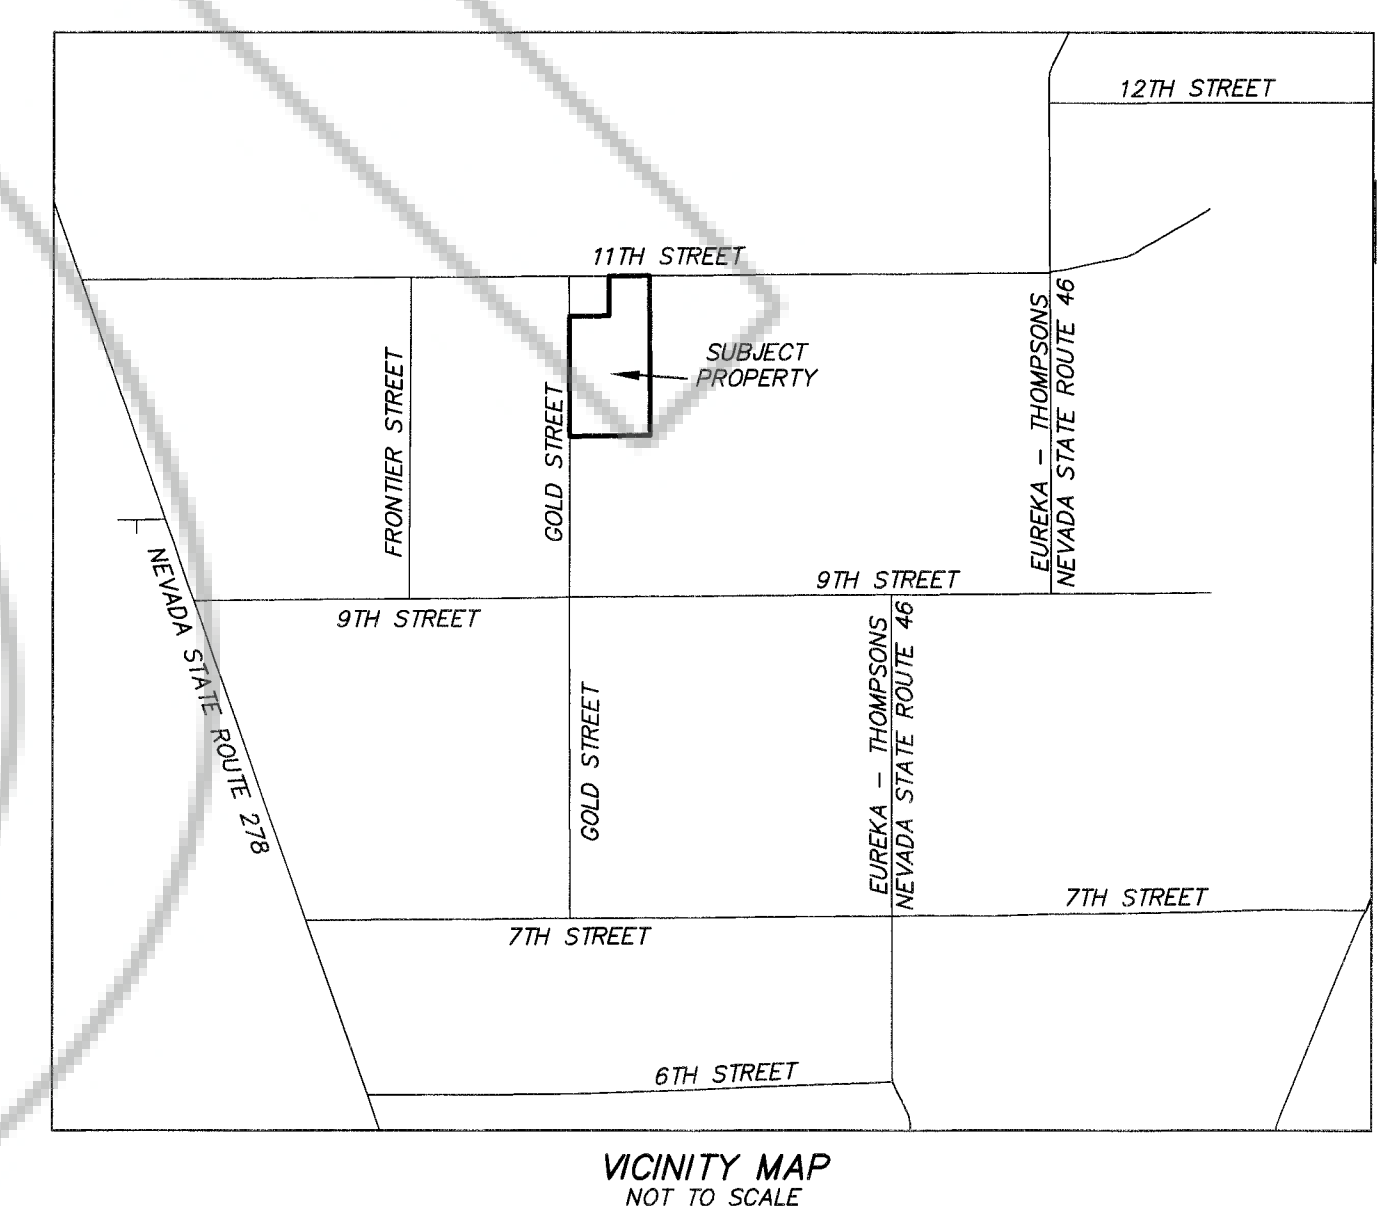 12TH STREET
11TH STREET
EUREKA - THOMPSONS
NEVADA STATE ROUTE 46
SUBJECT
PROPERTY
FRONTIER STREET
GOLD STREET
NEVADA STATE ROUTE 278
9TH STREET
9TH STREET
EUREKA - THOMPSONS
NEVADA STATE ROUTE 46
GOLD STREET
7TH STREET
7TH STREET
6TH STREET
VICINITY MAP
NOT TO SCALE